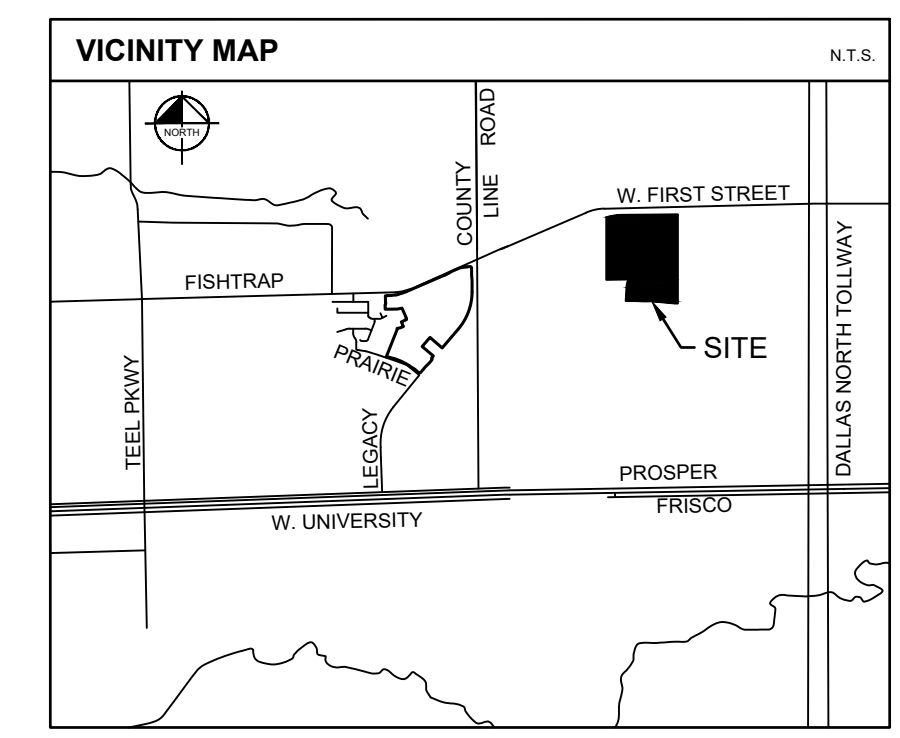 VICINITY MAP
N.T.S.
NORTH
COUNTY
LINE ROAD
W. FIRST STREET
FISHTRAP
PRAIRIE
SITE
TEEL PKWY
LEGACY
DALLAS NORTH TOLLWAY
PROSPER
FRISCO
W. UNIVERSITY